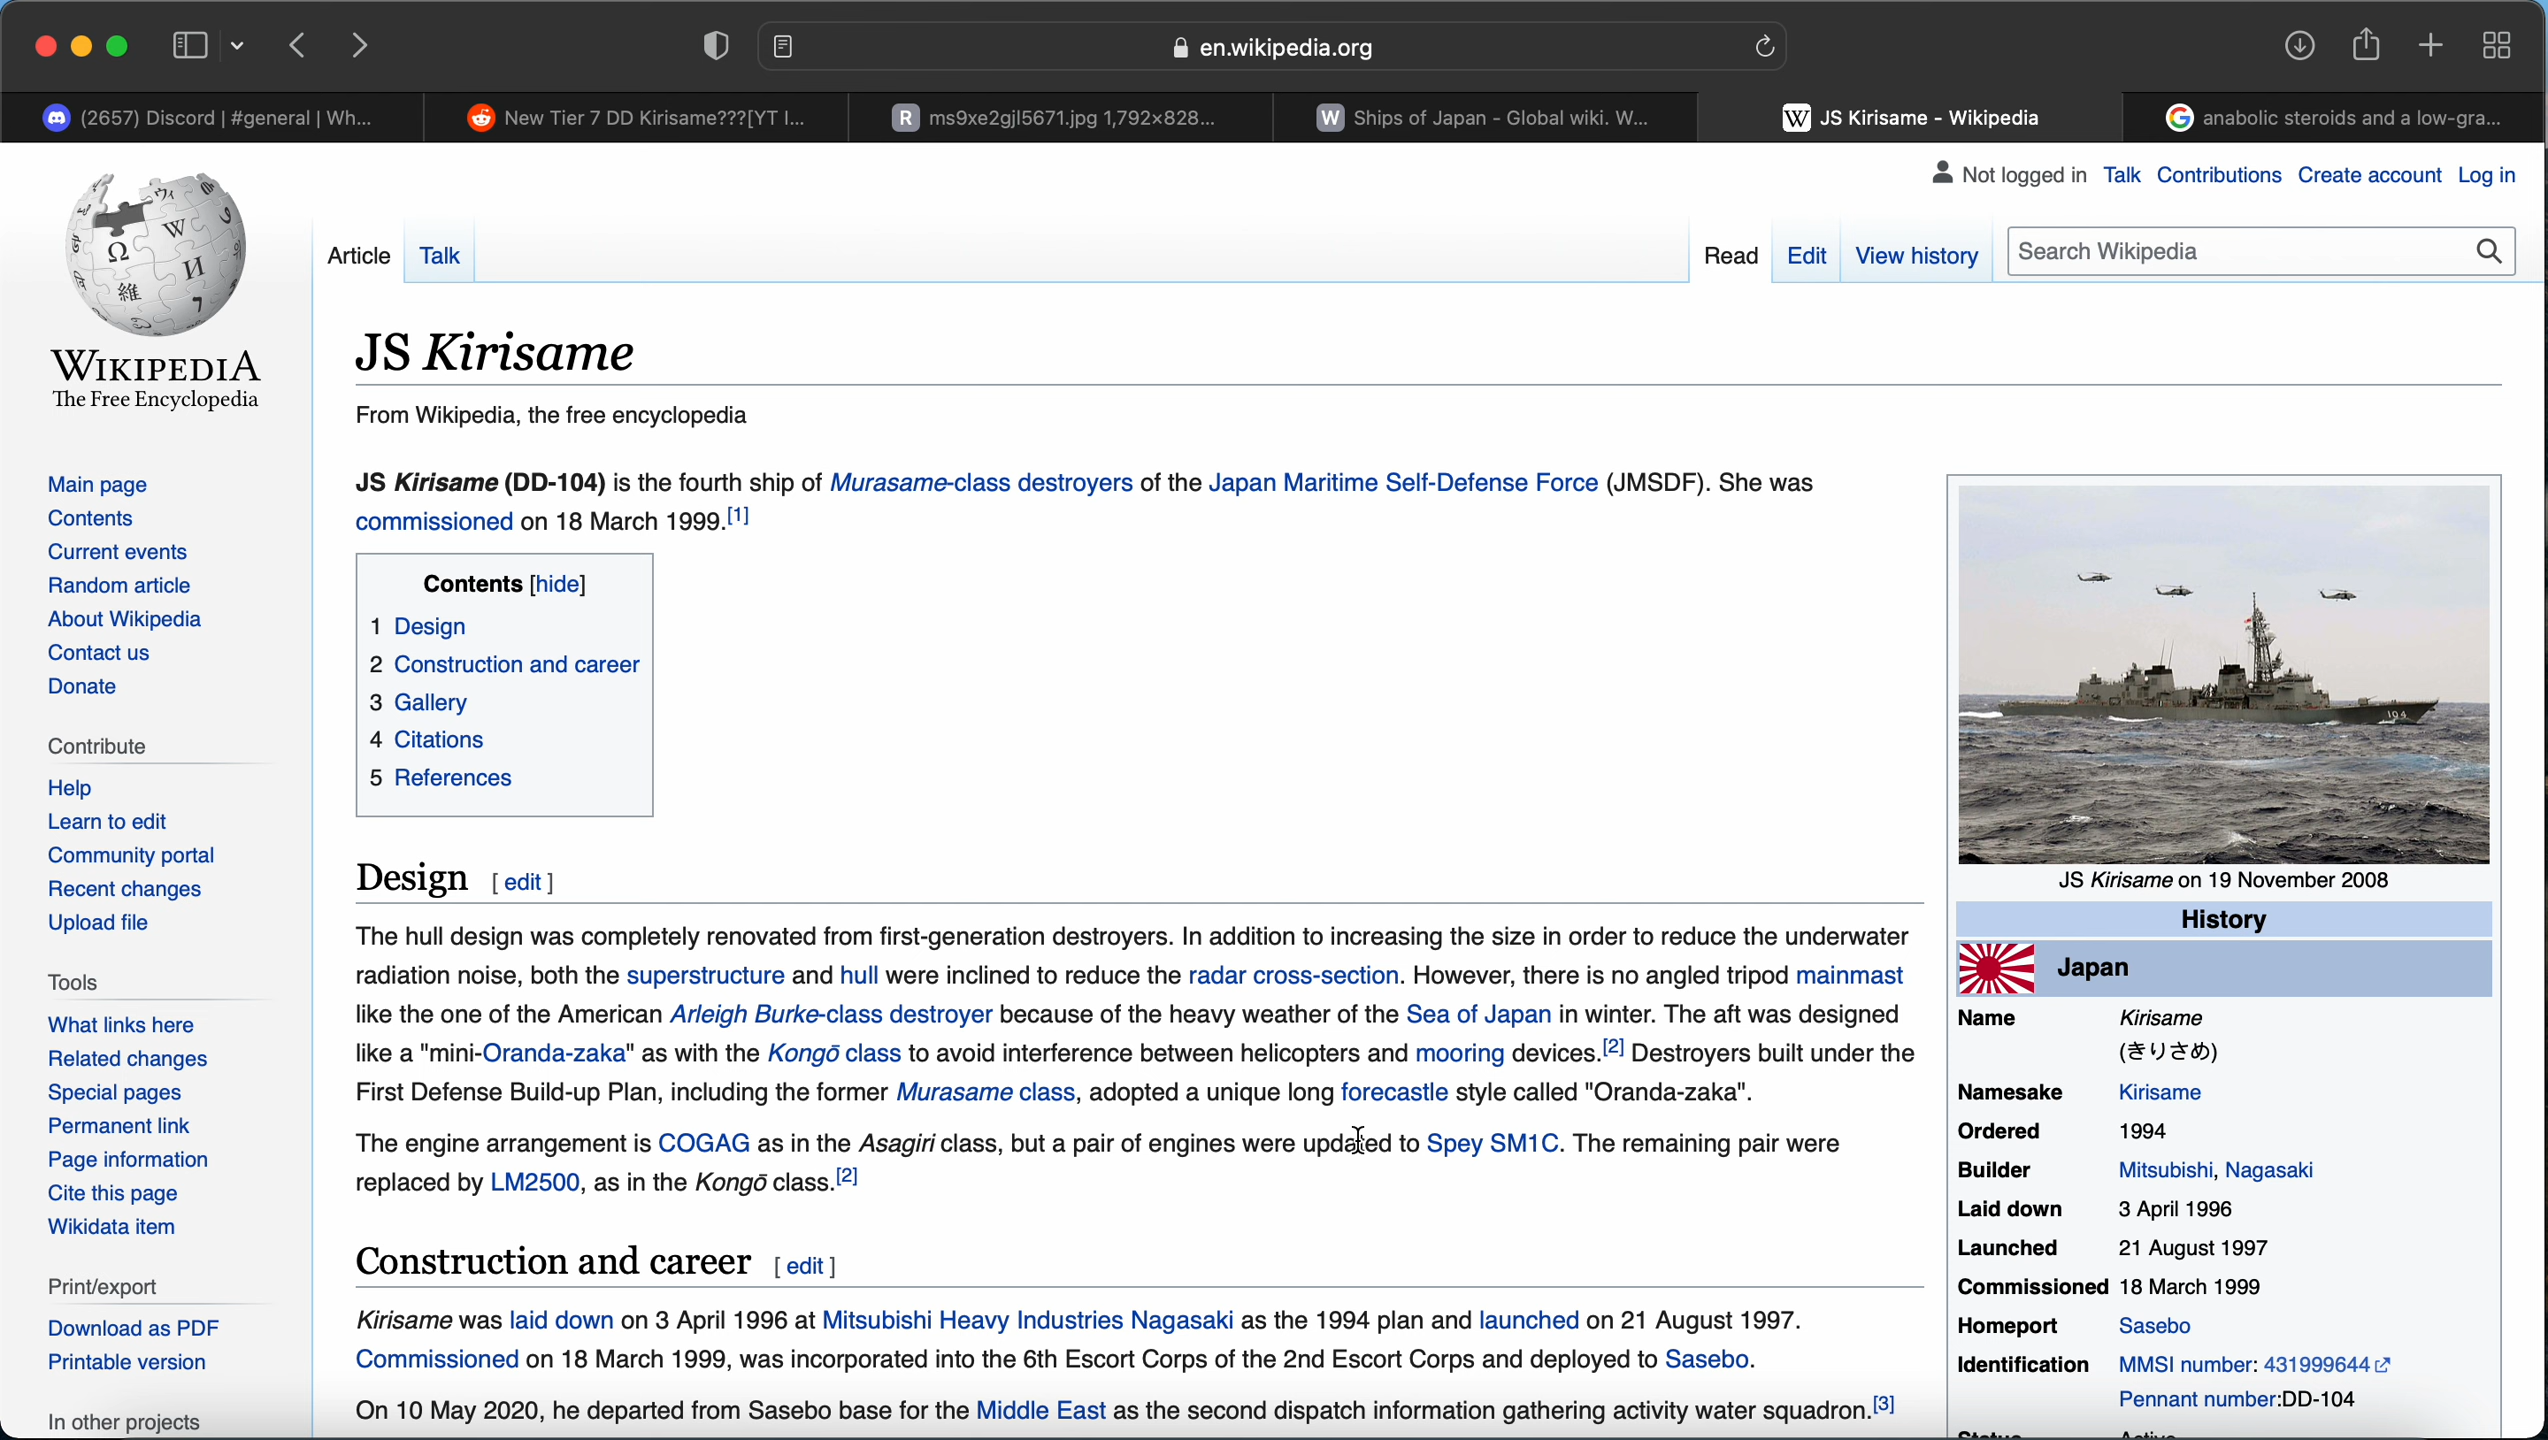 en.wikipedia.org
(2657) Discord | #general | Wh...
New Tier 7 DD Kirisame???[YT I...
R ms9xe2gjl5671.jpg 1,792×828...
W Ships of Japan - Global wiki. W...
W JS Kirisame - Wikipedia
G anabolic steroids and a low-gra...
Not logged in Talk Contributions Create account Log in
Article Talk Read Edit View history Search Wikipedia
WIKIPEDIA
The Free Encyclopedia
Main page
Contents
Current events
Random article
About Wikipedia
Contact us
Donate
Contribute
Help
Learn to edit
Community portal
Recent changes
Upload file
Tools
What links here
Related changes
Special pages
Permanent link
Page information
Cite this page
Wikidata item
Print/export
Download as PDF
Printable version
In other projects
JS Kirisame
From Wikipedia, the free encyclopedia
JS Kirisame (DD-104) is the fourth ship of Murasame-class destroyers of the Japan Maritime Self-Defense Force (JMSDF). She was
commissioned on 18 March 1999.[1]
Contents [hide]
1 Design
2 Construction and career
3 Gallery
4 Citations
5 References
Design [ edit ]
The hull design was completely renovated from first-generation destroyers. In addition to increasing the size in order to reduce the underwater
radiation noise, both the superstructure and hull were inclined to reduce the radar cross-section. However, there is no angled tripod mainmast
like the one of the American Arleigh Burke-class destroyer because of the heavy weather of the Sea of Japan in winter. The aft was designed
like a "mini-Oranda-zaka" as with the Kongō class to avoid interference between helicopters and mooring devices.[2] Destroyers built under the
First Defense Build-up Plan, including the former Murasame class, adopted a unique long forecastle style called "Oranda-zaka".
The engine arrangement is COGAG as in the Asagiri class, but a pair of engines were updated to Spey SM1C. The remaining pair were
replaced by LM2500, as in the Kongō class.[2]
Construction and career [ edit ]
Kirisame was laid down on 3 April 1996 at Mitsubishi Heavy Industries Nagasaki as the 1994 plan and launched on 21 August 1997.
Commissioned on 18 March 1999, was incorporated into the 6th Escort Corps of the 2nd Escort Corps and deployed to Sasebo.
On 10 May 2020, he departed from Sasebo base for the Middle East as the second dispatch information gathering activity water squadron.[3]
104
JS Kirisame on 19 November 2008
History
Japan
Name Kirisame
(きりさめ)
Namesake Kirisame
Ordered 1994
Builder Mitsubishi, Nagasaki
Laid down 3 April 1996
Launched 21 August 1997
Commissioned 18 March 1999
Homeport Sasebo
Identification MMSI number: 431999644
Pennant number:DD-104
Status Active